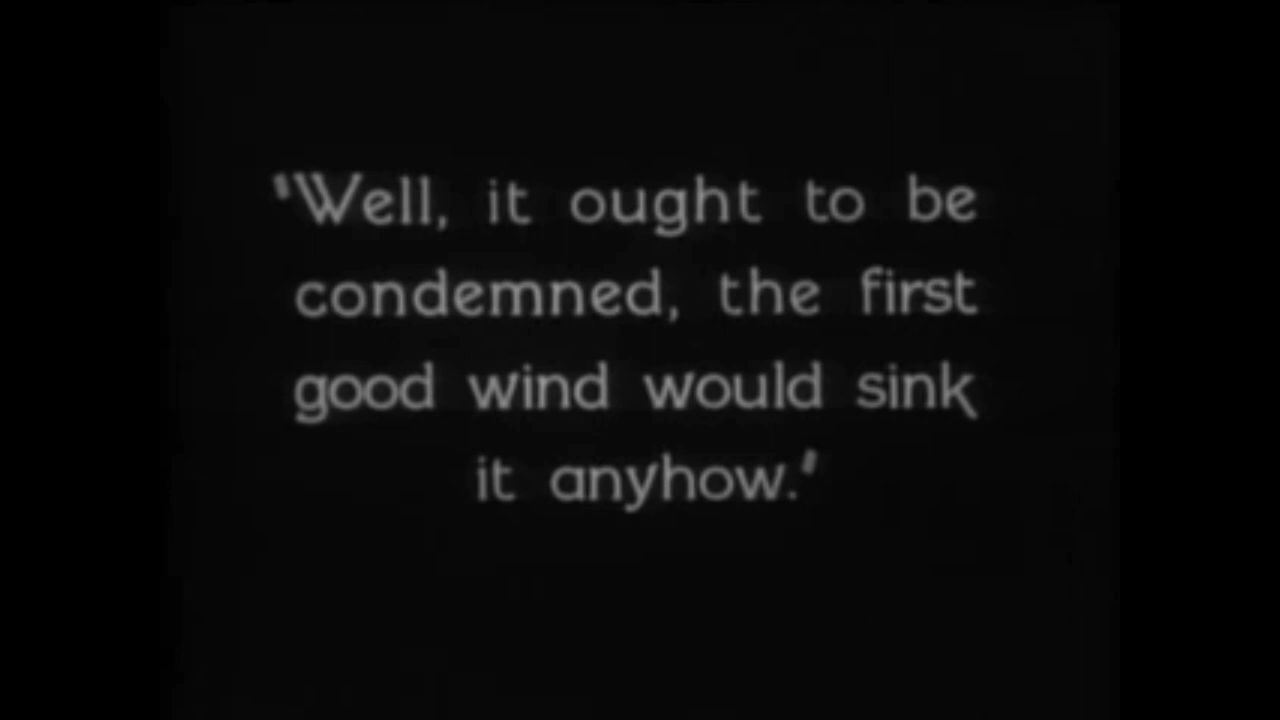 "Well, it ought to be
condemned, the first
good wind would sink
it anyhow."